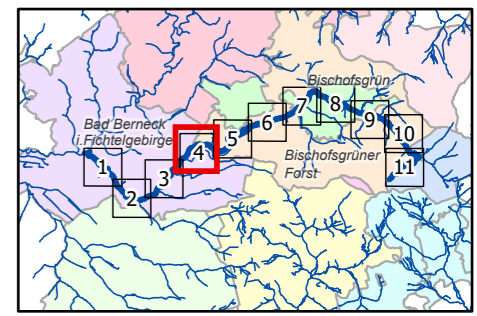 Bischofsgrün
Bad Berneck
i.Fichtelgebirge
Bischofsgrüner
Forst
1
2
3
4
5
6
7
8
9
10
11